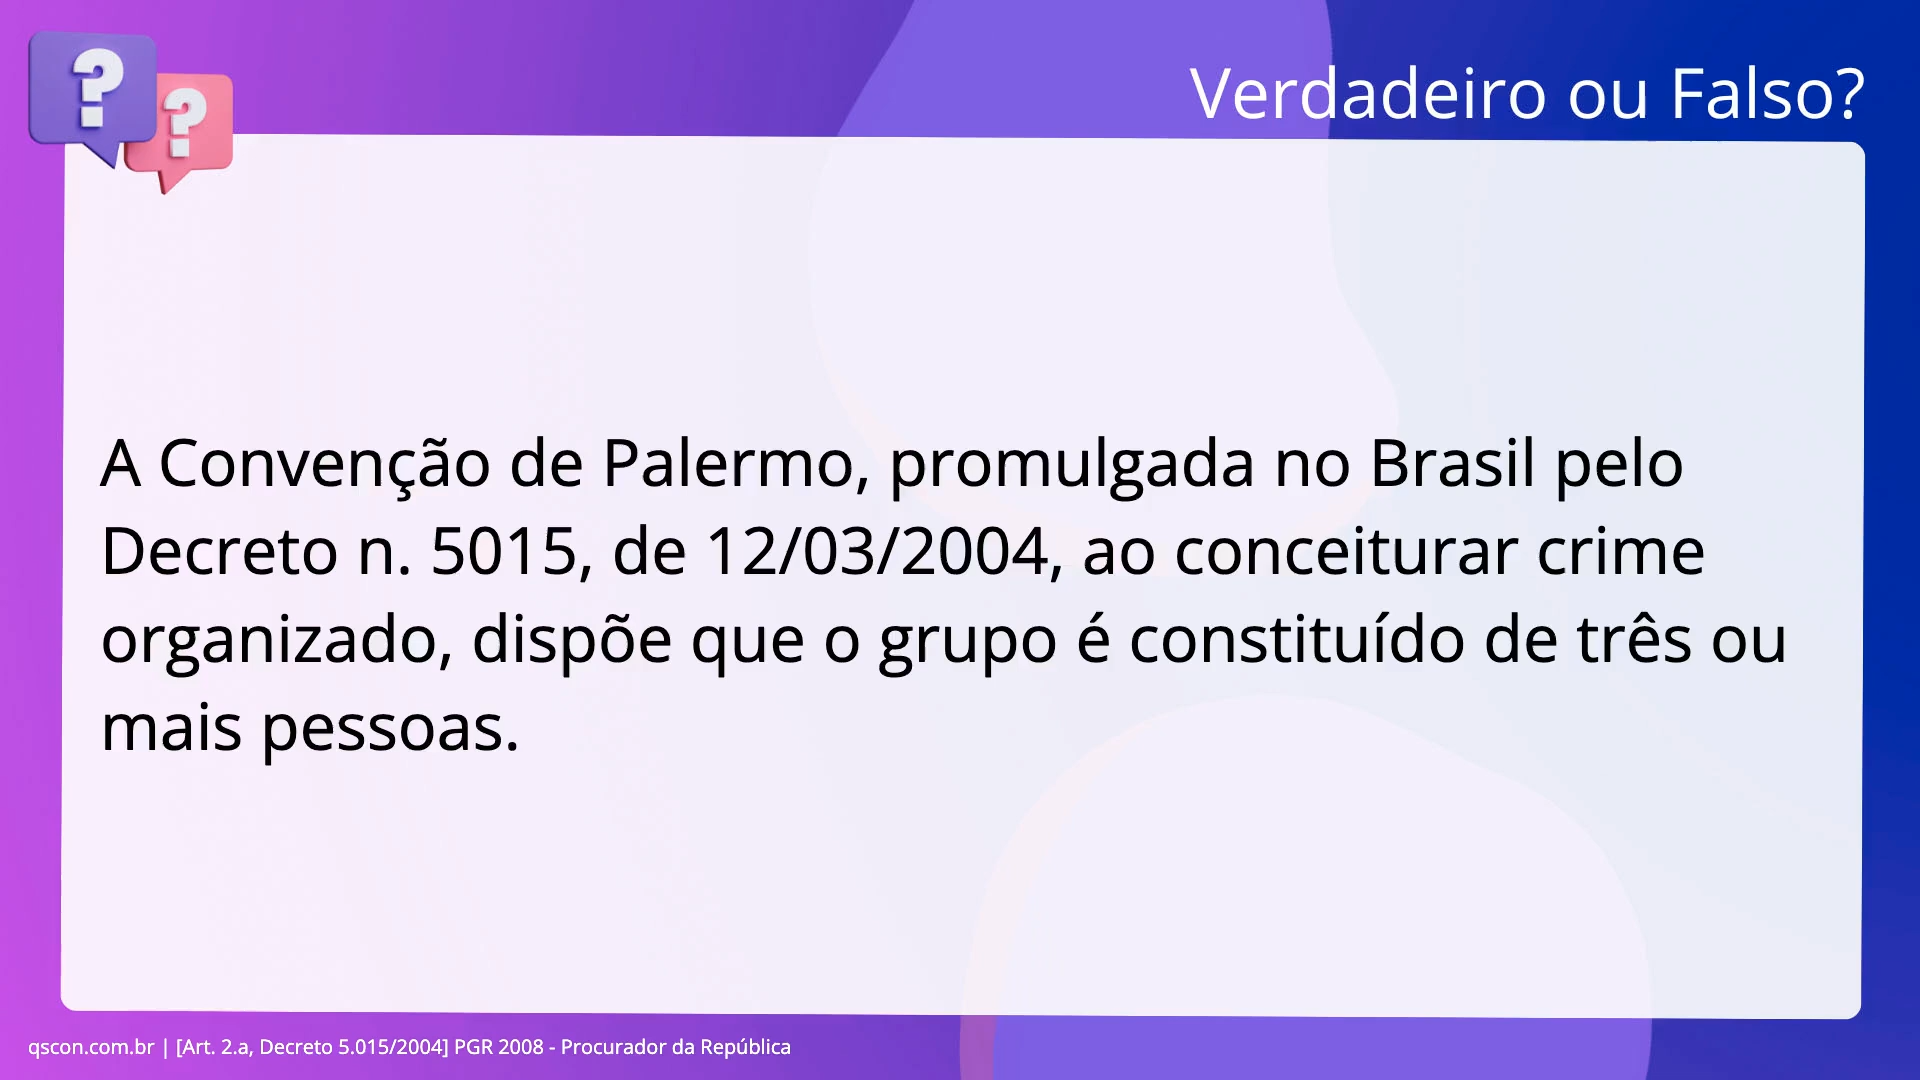 Verdadeiro ou Falso?
A Convenção de Palermo, promulgada no Brasil pelo
Decreto n. 5015, de 12/03/2004, ao conceiturar crime
organizado, dispõe que o grupo é constituído de três ou
mais pessoas.
qscon.com.br | [Art. 2.a, Decreto 5.015/2004] PGR 2008 - Procurador da República